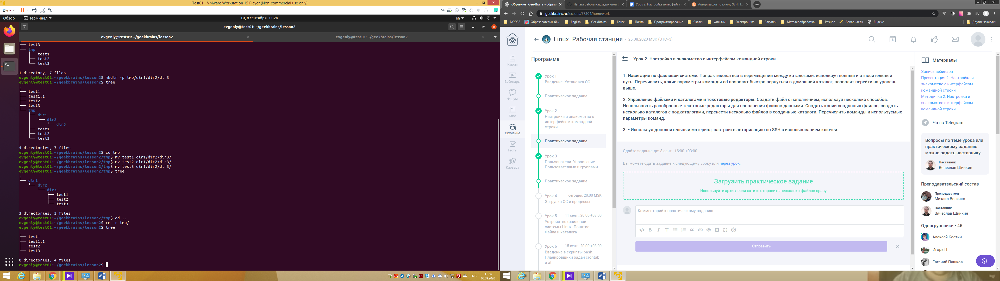 Test01 - VMware Workstation 15 Player (Non-commercial use only)
Player
Обзор
Терминал
Вт, 8 сентября 11:24
en
evgeniy@test01: ~/geekbrains/lesson2
evgeniy@test01: ~/geekbrains/lesson2
evgeniy@test01: ~/geekbrains/lesson2
├── test3
└── tmp
    ├── test1
    ├── test2
    └── test3
1 directory, 7 files
evgeniy@test01:~/geekbrains/lesson2$ mkdir -p tmp/dir1/dir2/dir3
evgeniy@test01:~/geekbrains/lesson2$ tree
.
├── test1
├── test1.1
├── test2
├── test3
└── tmp
    ├── dir1
    │   └── dir2
    │       └── dir3
    ├── test1
    ├── test2
    └── test3
4 directories, 7 files
evgeniy@test01:~/geekbrains/lesson2$ cd tmp
evgeniy@test01:~/geekbrains/lesson2/tmp$ mv test1 dir1/dir2/dir3/
evgeniy@test01:~/geekbrains/lesson2/tmp$ mv test2 dir1/dir2/dir3/
evgeniy@test01:~/geekbrains/lesson2/tmp$ mv test3 dir1/dir2/dir3/
evgeniy@test01:~/geekbrains/lesson2/tmp$ tree
.
└── dir1
    └── dir2
        └── dir3
            ├── test1
            ├── test2
            └── test3
3 directories, 3 files
evgeniy@test01:~/geekbrains/lesson2/tmp$ cd ..
evgeniy@test01:~/geekbrains/lesson2$ rm -r tmp/
evgeniy@test01:~/geekbrains/lesson2$ tree
.
├── test1
├── test1.1
├── test2
└── test3
0 directories, 4 files
evgeniy@test01:~/geekbrains/lesson2$
ENG
11:24
08.09.2020
Обучение | GeekBrains - образо
Начата работа над заданиями
Урок 2. Настройка интерфейса
Авторизация по ключу SSH | Lo
geekbrains.ru/lessons/77304/homework
NOD32
Образовательный...
English
GeekBrains
Forex
Почта
Программирование
Сказки
Фильмы
Электроника
Закупки
Металлообработка
Разное
Авиабилеты
Яндекс
Другие закладки
Курсы
Вебинары
Форум
Блог
Обучение
Тесты
Карьера
Linux. Рабочая станция · 25.08.2020 MSK (UTC+3)
8
Программа
Урок 1
Введение. Установка ОС
Практическое задание
Урок 2
Настройка и знакомство с
интерфейсом командной
строки
Практическое задание
Урок 3
Пользователи. Управление
Пользователями и группами
Практическое задание
Урок 4 сегодня, 20:00 MSK
Загрузка ОС и процессы
Урок 5 11 сент., 20:00 +03:00
Устройство файловой
системы Linux. Понятие
Файла и каталога
Урок 6 15 сент., 20:00 +03:00
Введение в скрипты bash.
Планировщики задач crontab
и at
Урок 2. Настройка и знакомство с интерфейсом командной строки
1. Навигация по файловой системе. Попрактиковаться в перемещении между каталогами, используя полный и относительный
путь. Перечислить, какие параметры команды cd позволят быстро вернуться в домашний каталог, позволят перейти на уровень
выше.
2. Управление файлами и каталогами и текстовые редакторы. Создать файл с наполнением, используя несколько способов.
Использовать разобранные текстовые редакторы для наполнения файлов данными. Создать копии созданных файлов, создать
несколько каталогов с подкаталогами, перенести несколько файлов в созданные каталоги. Перечислить команды и используемые
параметры команд.
3. * Используя дополнительный материал, настроить авторизацию по SSH с использованием ключей.
Сдайте задание до: 8 сент., 16:00 +03:00
Вы можете сдать задание к следующему уроку или через урок.
Загрузить практическое задание
Используйте архив, если хотите отправить несколько файлов сразу
Комментарий к практическому заданию
Отправить
Материалы
Запись вебинара
Презентация 2. Настройка и
знакомство с интерфейсом
командной строки
Методичка 2. Настройка и
знакомство с интерфейсом
командной строки
Чат в Telegram
Вопросы по теме урока или
практическому заданию
можно задать наставнику:
Наставник
Вячеслав Шинкин
Преподавательский состав
Преподаватель
Михаил Величко
Наставник
Вячеслав Шинкин
Одногруппники • 46
Алексей Костин
Игорь П
Евгений Пашков